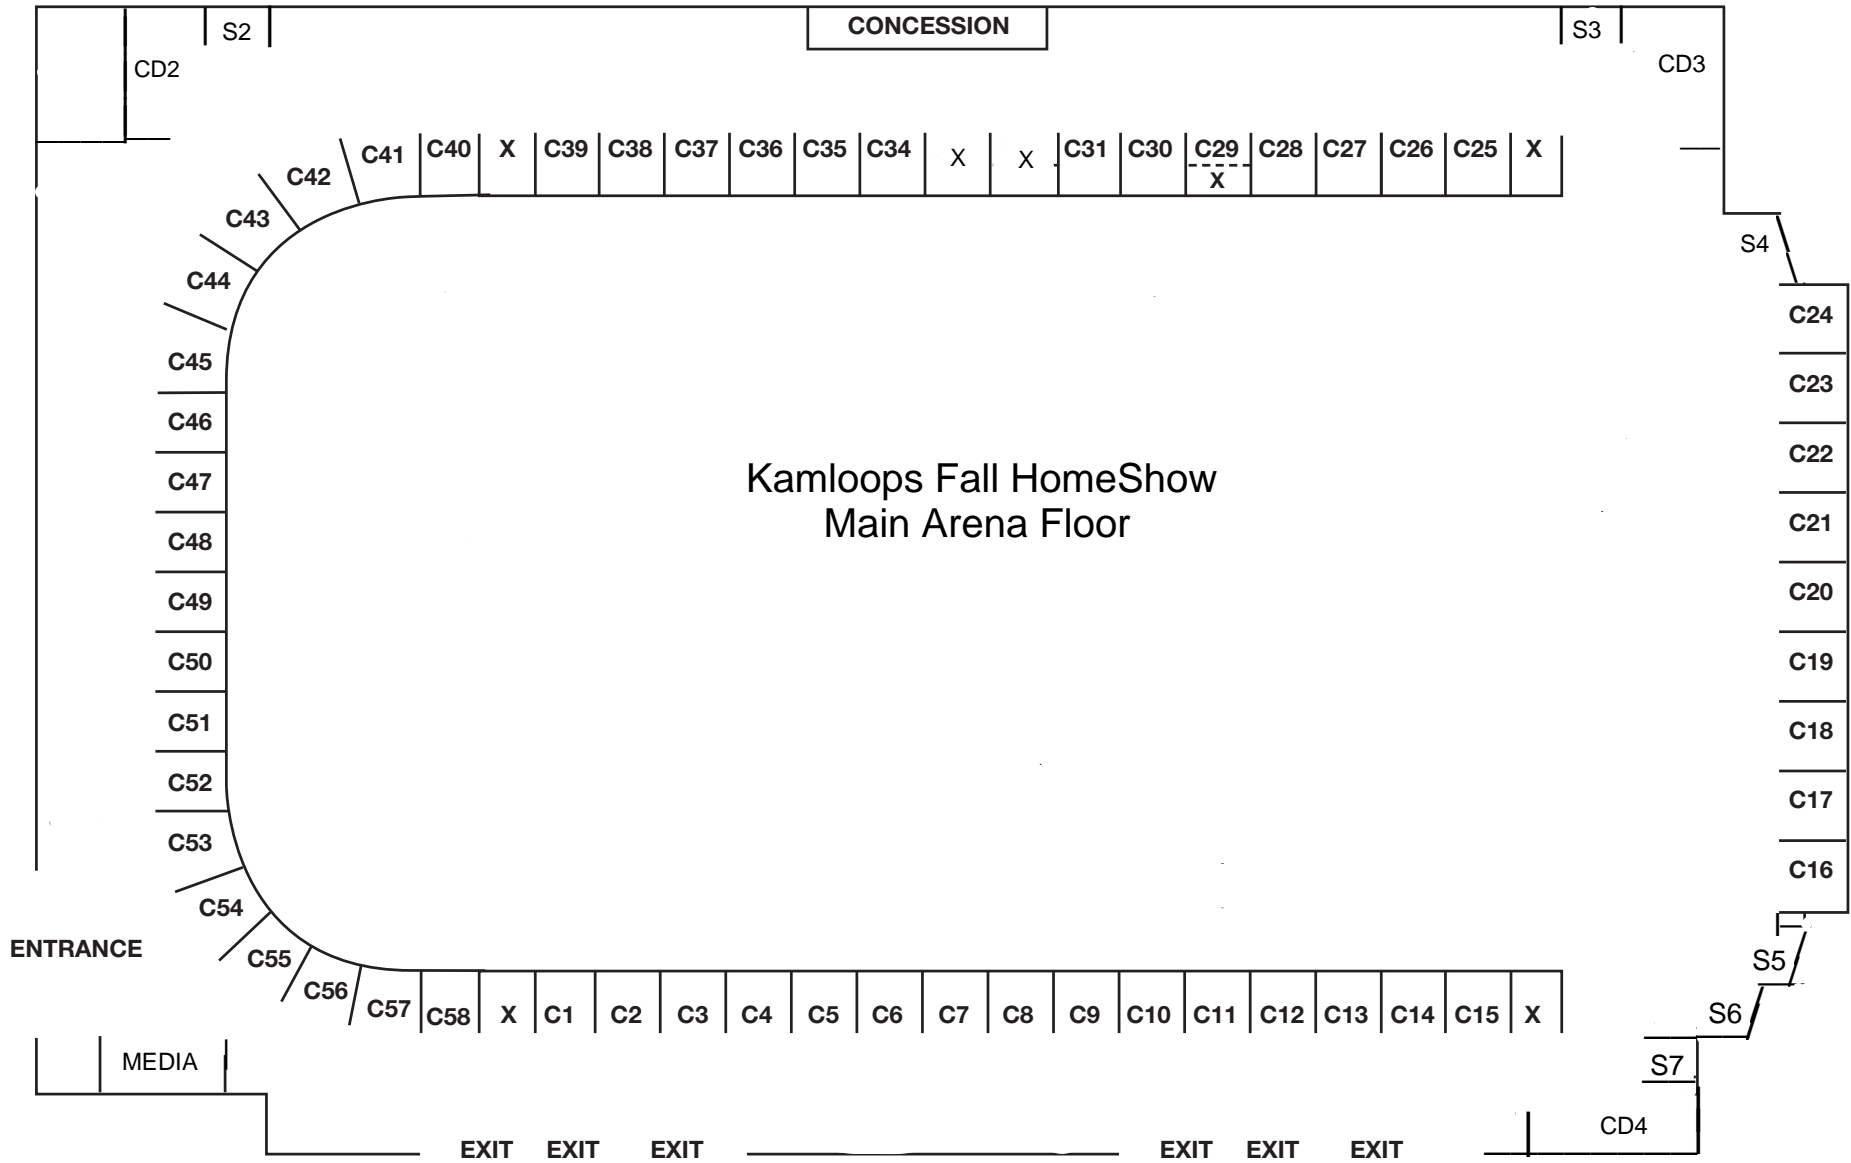 S2
CONCESSION
S3
CD2
CD3
C41
C40
X
C39
C38
C37
C36
C35
C34
X
X
C31
C30
C29
X
C28
C27
C26
C25
X
C42
C43
C44
S4
C24
C45
C23
C46
C22
C47
C21
C48
C20
C49
C19
C50
C18
C51
C17
C52
C16
C53
Kamloops Fall HomeShow
Main Arena Floor
C54
ENTRANCE
C55
S5
C56
C57
C58
X
C1
C2
C3
C4
C5
C6
C7
C8
C9
C10
C11
C12
C13
C14
C15
X
S6
MEDIA
S7
CD4
EXIT
EXIT
EXIT
EXIT
EXIT
EXIT